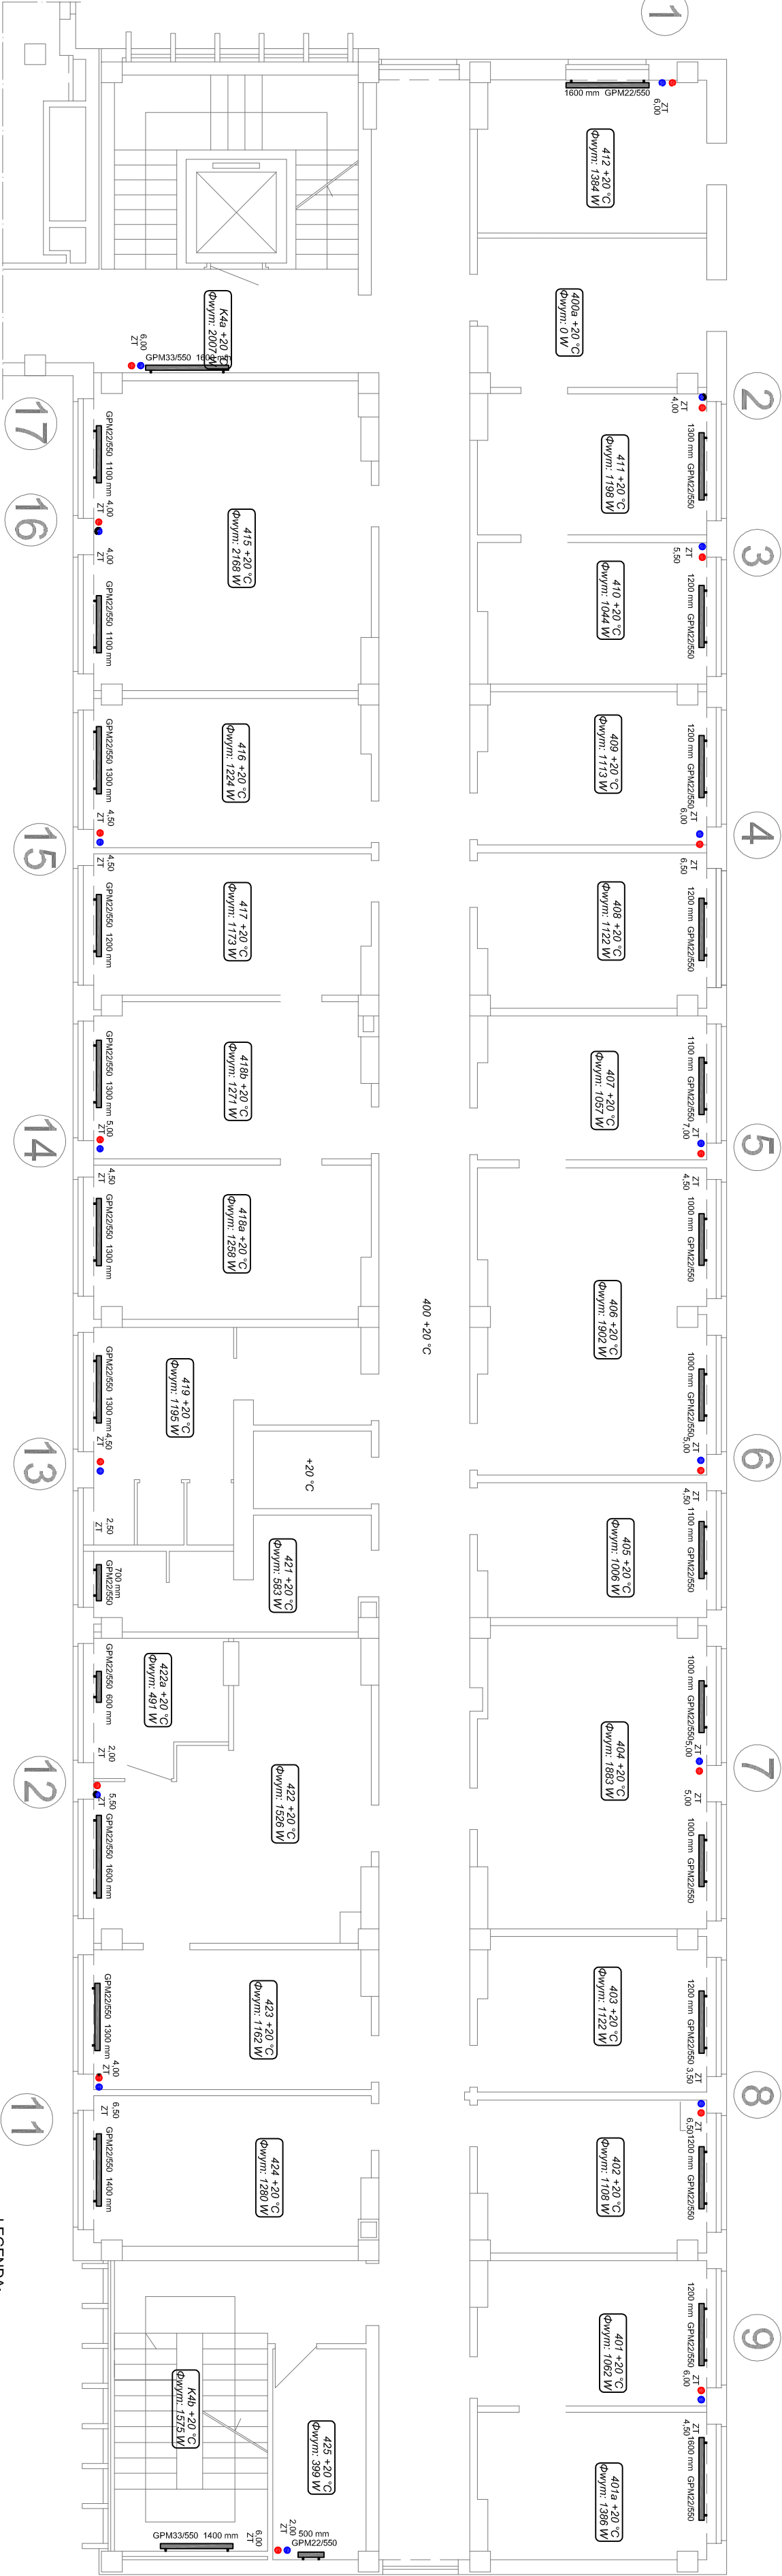 1
1600 mm GPM22/550
ZT
6,00
412 +20 °C
Φwym: 1384 W
400a +20 °C
Φwym: 0 W
K4a +20 °C
Φwym: 2007 W
6,00
ZT
GPM33/550 1600 mm
2
ZT
4,00
1300 mm GPM22/550
411 +20 °C
Φwym: 1198 W
3
ZT
5,50
1200 mm GPM22/550
410 +20 °C
Φwym: 1044 W
1200 mm GPM22/550
ZT
6,00
409 +20 °C
Φwym: 1113 W
4
ZT
6,50
1200 mm GPM22/550
408 +20 °C
Φwym: 1122 W
1100 mm GPM22/550
ZT
7,00
407 +20 °C
Φwym: 1057 W
5
ZT
4,50
1000 mm GPM22/550
406 +20 °C
Φwym: 1902 W
1000 mm GPM22/550
ZT
5,00
6
ZT
4,50
1100 mm GPM22/550
405 +20 °C
Φwym: 1006 W
1000 mm GPM22/550
ZT
5,00
404 +20 °C
Φwym: 1883 W
7
ZT
5,00
1000 mm GPM22/550
1200 mm GPM22/550
ZT
3,50
403 +20 °C
Φwym: 1122 W
8
ZT
6,50
1200 mm GPM22/550
402 +20 °C
Φwym: 1108 W
1200 mm GPM22/550
ZT
6,00
401 +20 °C
Φwym: 1062 W
9
ZT
4,50
1600 mm GPM22/550
401a +20 °C
Φwym: 1386 W
400 +20 °C
17
GPM22/550 1100 mm
4,00
ZT
16
4,00
ZT
GPM22/550 1100 mm
415 +20 °C
Φwym: 2168 W
GPM22/550 1300 mm
4,50
ZT
416 +20 °C
Φwym: 1224 W
15
4,50
ZT
GPM22/550 1200 mm
417 +20 °C
Φwym: 1173 W
GPM22/550 1300 mm
5,00
ZT
418b +20 °C
Φwym: 1271 W
14
4,50
ZT
GPM22/550 1300 mm
418a +20 °C
Φwym: 1258 W
GPM22/550 1300 mm
4,50
ZT
419 +20 °C
Φwym: 1195 W
+20 °C
13
2,50
ZT
700 mm
GPM22/550
421 +20 °C
Φwym: 583 W
GPM22/550 600 mm
2,00
ZT
422a +20 °C
Φwym: 491 W
12
5,50
ZT
GPM22/550 1600 mm
422 +20 °C
Φwym: 1526 W
GPM22/550 1300 mm
4,00
ZT
423 +20 °C
Φwym: 1162 W
11
6,50
ZT
GPM22/550 1400 mm
424 +20 °C
Φwym: 1280 W
K4b +20 °C
Φwym: 1575 W
GPM33/550 1400 mm
6,00
ZT
425 +20 °C
Φwym: 399 W
2,00
ZT
500 mm
GPM22/550